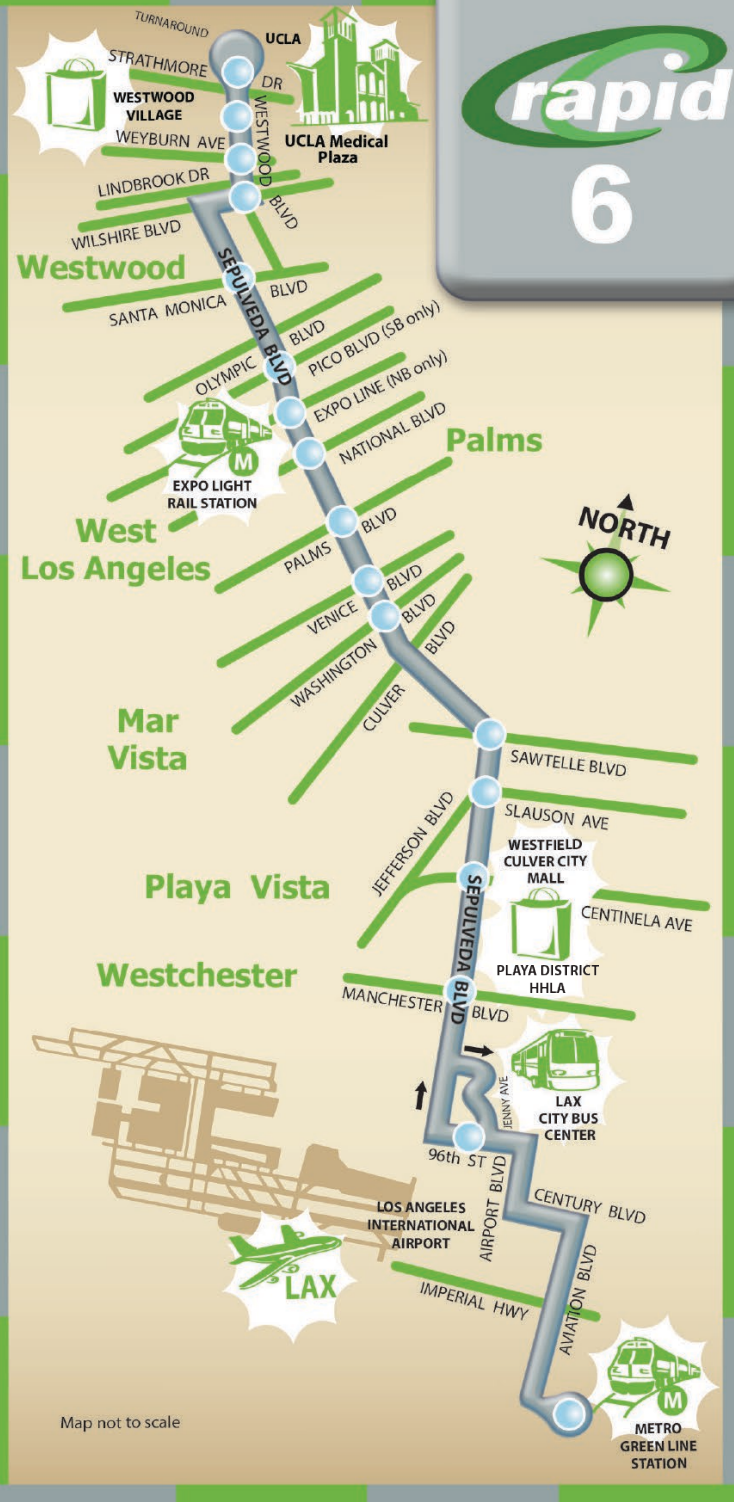 TURNAROUND
UCLA
rapid
6
STRATHMORE DR
WESTWOOD
VILLAGE
WESTWOOD BLVD
UCLA Medical
Plaza
WEYBURN AVE
LINDBROOK DR
WILSHIRE BLVD
Westwood
SEPULVEDA BLVD
SANTA MONICA BLVD
OLYMPIC BLVD
PICO BLVD (SB only)
EXPO LINE (NB only)
NATIONAL BLVD
M
EXPO LIGHT
RAIL STATION
Palms
West
Los Angeles
PALMS BLVD
NORTH
VENICE BLVD
WASHINGTON BLVD
CULVER BLVD
Mar
Vista
SAWTELLE BLVD
SLAUSON AVE
JEFFERSON BLVD
WESTFIELD
CULVER CITY
MALL
Playa Vista
SEPULVEDA BLVD
CENTINELA AVE
PLAYA DISTRICT
HHLA
Westchester
MANCHESTER BLVD
JENNY AVE
LAX
CITY BUS
CENTER
96th ST
AIRPORT BLVD
CENTURY BLVD
LOS ANGELES
INTERNATIONAL
AIRPORT
LAX
IMPERIAL HWY
AVIATION BLVD
M
METRO
GREEN LINE
STATION
Map not to scale